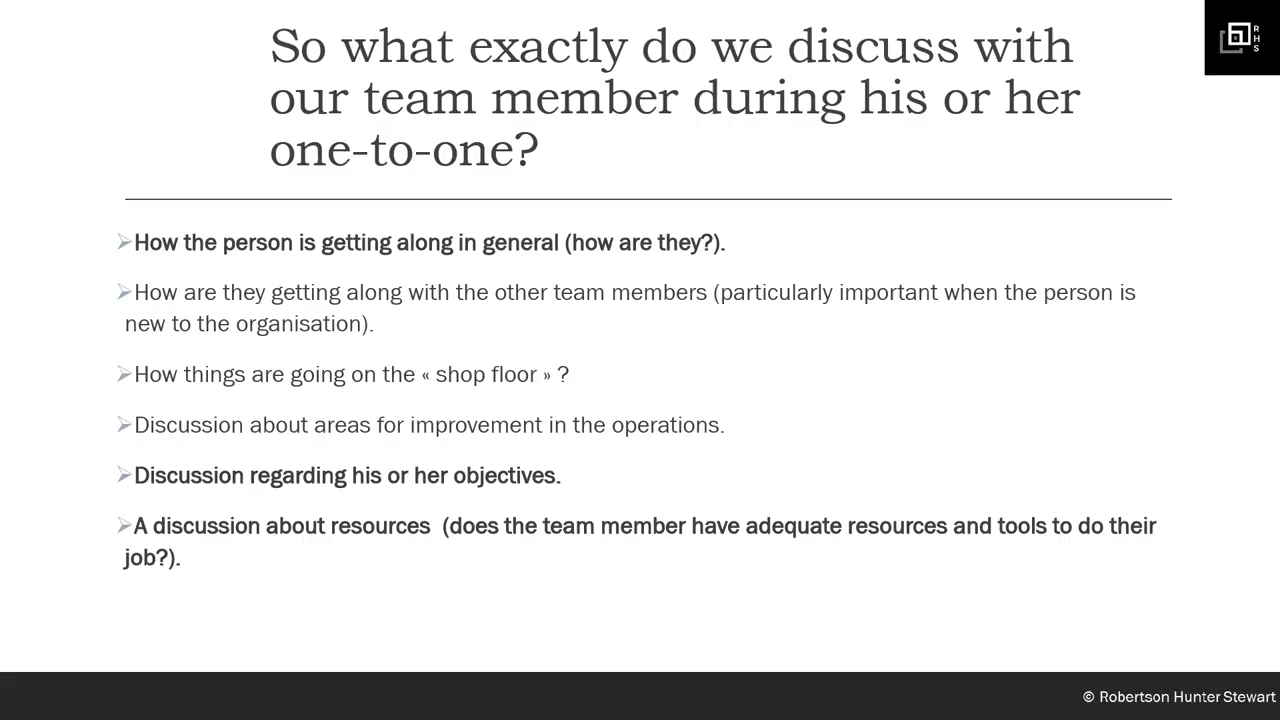 So what exactly do we discuss with
our team member during his or her
one-to-one?
RHS
➢How the person is getting along in general (how are they?).
➢How are they getting along with the other team members (particularly important when the person is
new to the organisation).
➢How things are going on the « shop floor » ?
➢Discussion about areas for improvement in the operations.
➢Discussion regarding his or her objectives.
➢A discussion about resources  (does the team member have adequate resources and tools to do their
job?).
© Robertson Hunter Stewart